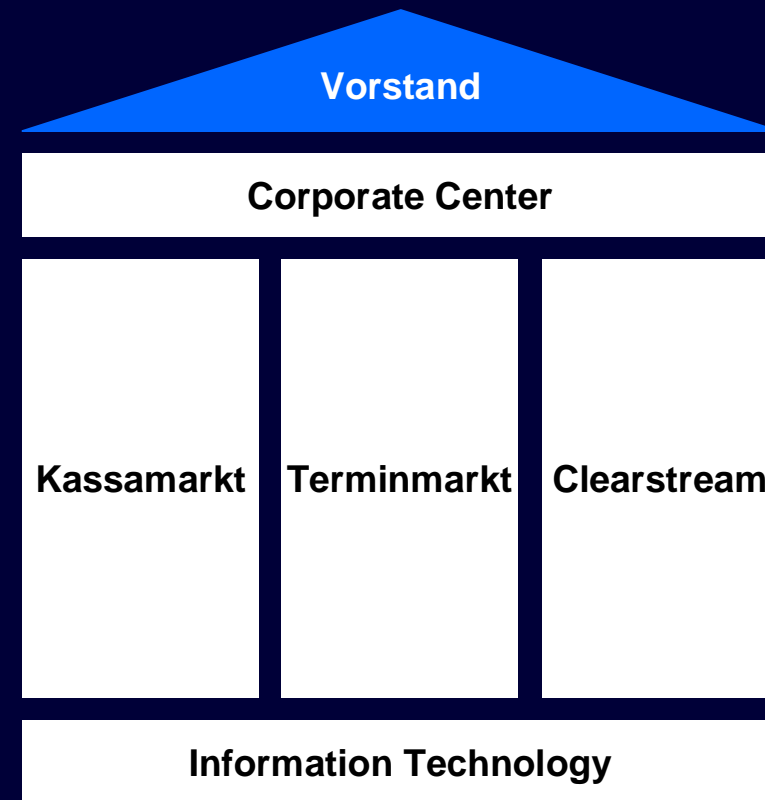 Vorstand
Corporate Center
Kassamarkt
Terminmarkt
Clearstream
Information Technology